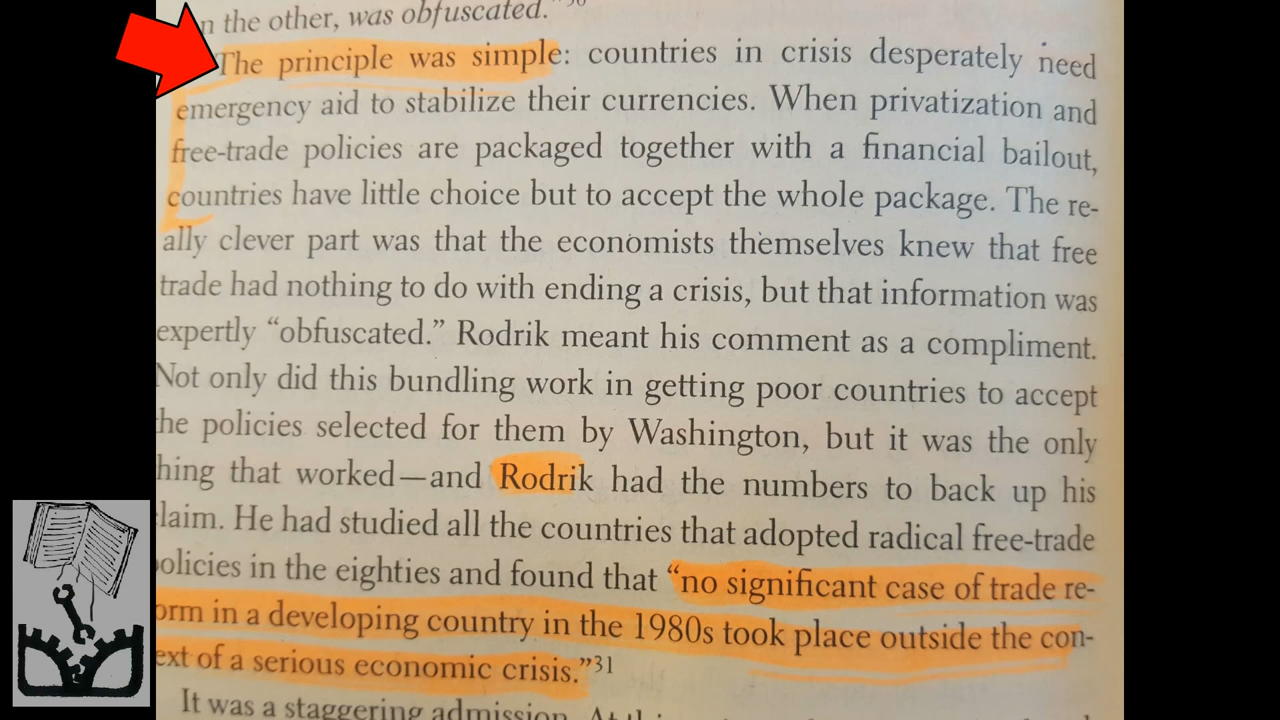 n the other, was obfuscated.”30
The principle was simple: countries in crisis desperately need
emergency aid to stabilize their currencies. When privatization and
free-trade policies are packaged together with a financial bailout,
countries have little choice but to accept the whole package. The re-
ally clever part was that the economists themselves knew that free
trade had nothing to do with ending a crisis, but that information was
expertly “obfuscated.” Rodrik meant his comment as a compliment.
Not only did this bundling work in getting poor countries to accept
he policies selected for them by Washington, but it was the only
hing that worked—and Rodrik had the numbers to back up his
laim. He had studied all the countries that adopted radical free-trade
olicies in the eighties and found that “no significant case of trade re-
orm in a developing country in the 1980s took place outside the con-
ext of a serious economic crisis.”31
It was a staggering admission. At